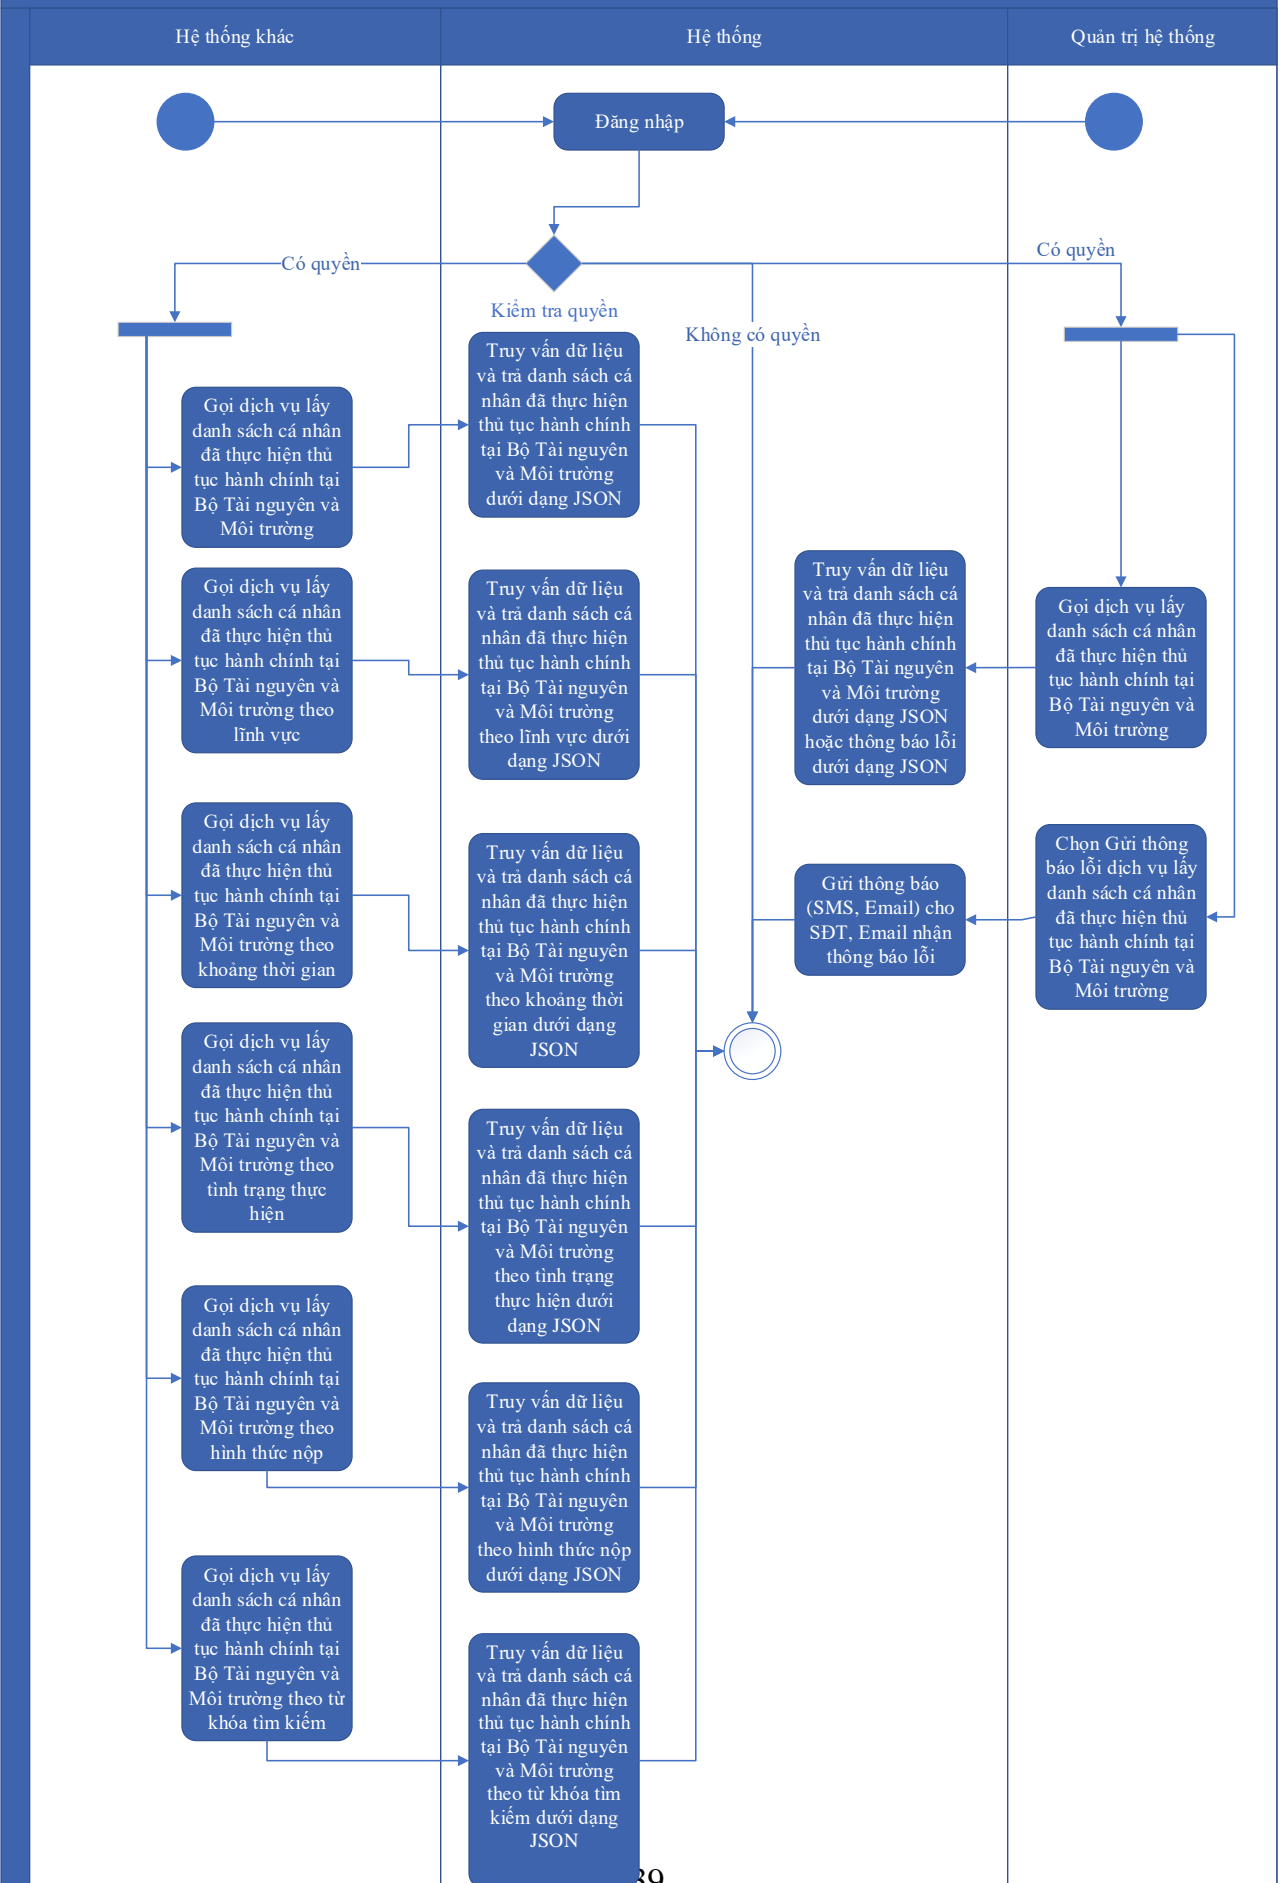 Hệ thống khác
Hệ thống
Quản trị hệ thống
Đăng nhập
Có quyền
Có quyền
Kiểm tra quyền
Không có quyền
Gọi dịch vụ lấy
danh sách cá nhân
đã thực hiện thủ
tục hành chính tại
Bộ Tài nguyên và
Môi trường
Truy vấn dữ liệu
và trả danh sách cá
nhân đã thực hiện
thủ tục hành chính
tại Bộ Tài nguyên
và Môi trường
dưới dạng JSON
Gọi dịch vụ lấy
danh sách cá nhân
đã thực hiện thủ
tục hành chính tại
Bộ Tài nguyên và
Môi trường theo
lĩnh vực
Truy vấn dữ liệu
và trả danh sách cá
nhân đã thực hiện
thủ tục hành chính
tại Bộ Tài nguyên
và Môi trường
theo lĩnh vực dưới
dạng JSON
Truy vấn dữ liệu
và trả danh sách cá
nhân đã thực hiện
thủ tục hành chính
tại Bộ Tài nguyên
và Môi trường
dưới dạng JSON
hoặc thông báo lỗi
dưới dạng JSON
Gọi dịch vụ lấy
danh sách cá nhân
đã thực hiện thủ
tục hành chính tại
Bộ Tài nguyên và
Môi trường
Gọi dịch vụ lấy
danh sách cá nhân
đã thực hiện thủ
tục hành chính tại
Bộ Tài nguyên và
Môi trường theo
khoảng thời gian
Truy vấn dữ liệu
và trả danh sách cá
nhân đã thực hiện
thủ tục hành chính
tại Bộ Tài nguyên
và Môi trường
theo khoảng thời
gian dưới dạng
JSON
Gửi thông báo
(SMS, Email) cho
SĐT, Email nhận
thông báo lỗi
Chọn Gửi thông
báo lỗi dịch vụ lấy
danh sách cá nhân
đã thực hiện thủ
tục hành chính tại
Bộ Tài nguyên và
Môi trường
Gọi dịch vụ lấy
danh sách cá nhân
đã thực hiện thủ
tục hành chính tại
Bộ Tài nguyên và
Môi trường theo
tình trạng thực
hiện
Truy vấn dữ liệu
và trả danh sách cá
nhân đã thực hiện
thủ tục hành chính
tại Bộ Tài nguyên
và Môi trường
theo tình trạng
thực hiện dưới
dạng JSON
Gọi dịch vụ lấy
danh sách cá nhân
đã thực hiện thủ
tục hành chính tại
Bộ Tài nguyên và
Môi trường theo
hình thức nộp
Truy vấn dữ liệu
và trả danh sách cá
nhân đã thực hiện
thủ tục hành chính
tại Bộ Tài nguyên
và Môi trường
theo hình thức nộp
dưới dạng JSON
Gọi dịch vụ lấy
danh sách cá nhân
đã thực hiện thủ
tục hành chính tại
Bộ Tài nguyên và
Môi trường theo từ
khóa tìm kiếm
Truy vấn dữ liệu
và trả danh sách cá
nhân đã thực hiện
thủ tục hành chính
tại Bộ Tài nguyên
và Môi trường
theo từ khóa tìm
kiếm dưới dạng
JSON